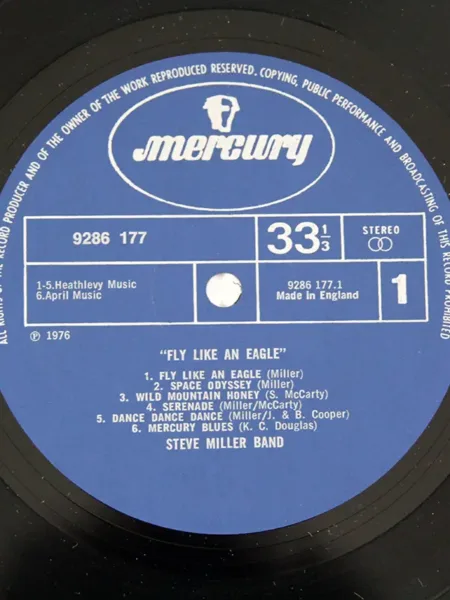 ALL RIGHTS OF THE RECORD PRODUCER AND OF THE OWNER OF THE WORK REPRODUCED RESERVED. COPYING, PUBLIC PERFORMANCE AND BROADCASTING OF THIS RECORD PROHIBITED
mercury
9286 177
33 1/3
STEREO
1-5.Heathlevy Music
6.April Music
9286 177.1
Made in England
1
℗ 1976
"FLY LIKE AN EAGLE"
1. FLY LIKE AN EAGLE (Miller)
2. SPACE ODYSSEY (Miller)
3. WILD MOUNTAIN HONEY (S. McCarty)
4. SERENADE (Miller/McCarty)
5. DANCE DANCE DANCE (Miller/J. & B. Cooper)
6. MERCURY BLUES (K. C. Douglas)
STEVE MILLER BAND